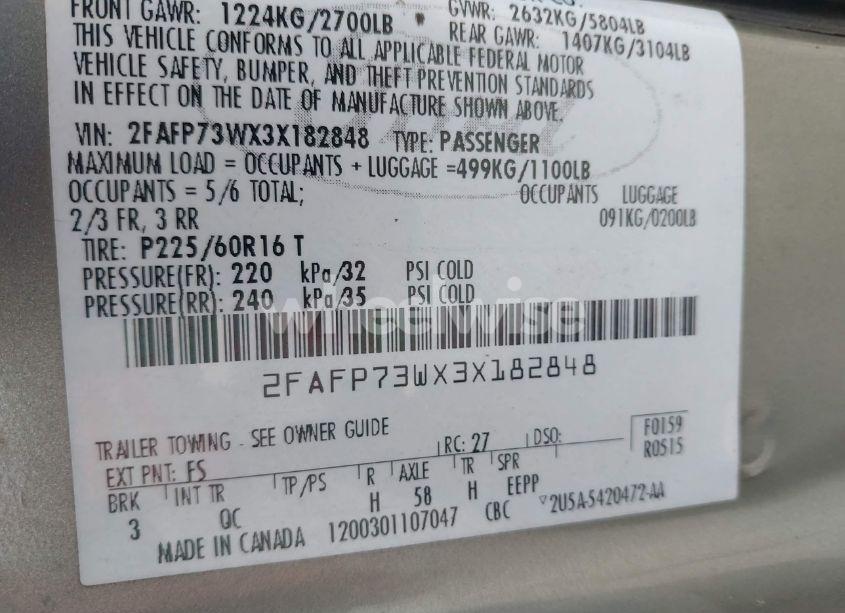 FRONT GAWR: 1224KG/2700LB GVWR: 2632KG/5804LB
REAR GAWR: 1407KG/3104LB
THIS VEHICLE CONFORMS TO ALL APPLICABLE FEDERAL MOTOR
VEHICLE SAFETY, BUMPER, AND THEFT PREVENTION STANDARDS
IN EFFECT ON THE DATE OF MANUFACTURE SHOWN ABOVE.
VIN: 2FAFP73WX3X182848 TYPE: PASSENGER
MAXIMUM LOAD = OCCUPANTS + LUGGAGE =499KG/1100LB
OCCUPANTS = 5/6 TOTAL; OCCUPANTS LUGGAGE
2/3 FR, 3 RR 091KG/0200LB
TIRE: P225/60R16 T
PRESSURE(FR): 220 kPa/32 PSI COLD
PRESSURE(RR): 240 kPa/35 PSI COLD
wheelwise
2FAFP73WX3X182848
TRAILER TOWING - SEE OWNER GUIDE
EXT PNT: FS RC: 27 DSO: F0159
R0515
BRK INT TR TP/PS R AXLE TR SPR
3 QC H 58 H EEPP
MADE IN CANADA 1200301107047 CBC 2U5A-5420472-AA